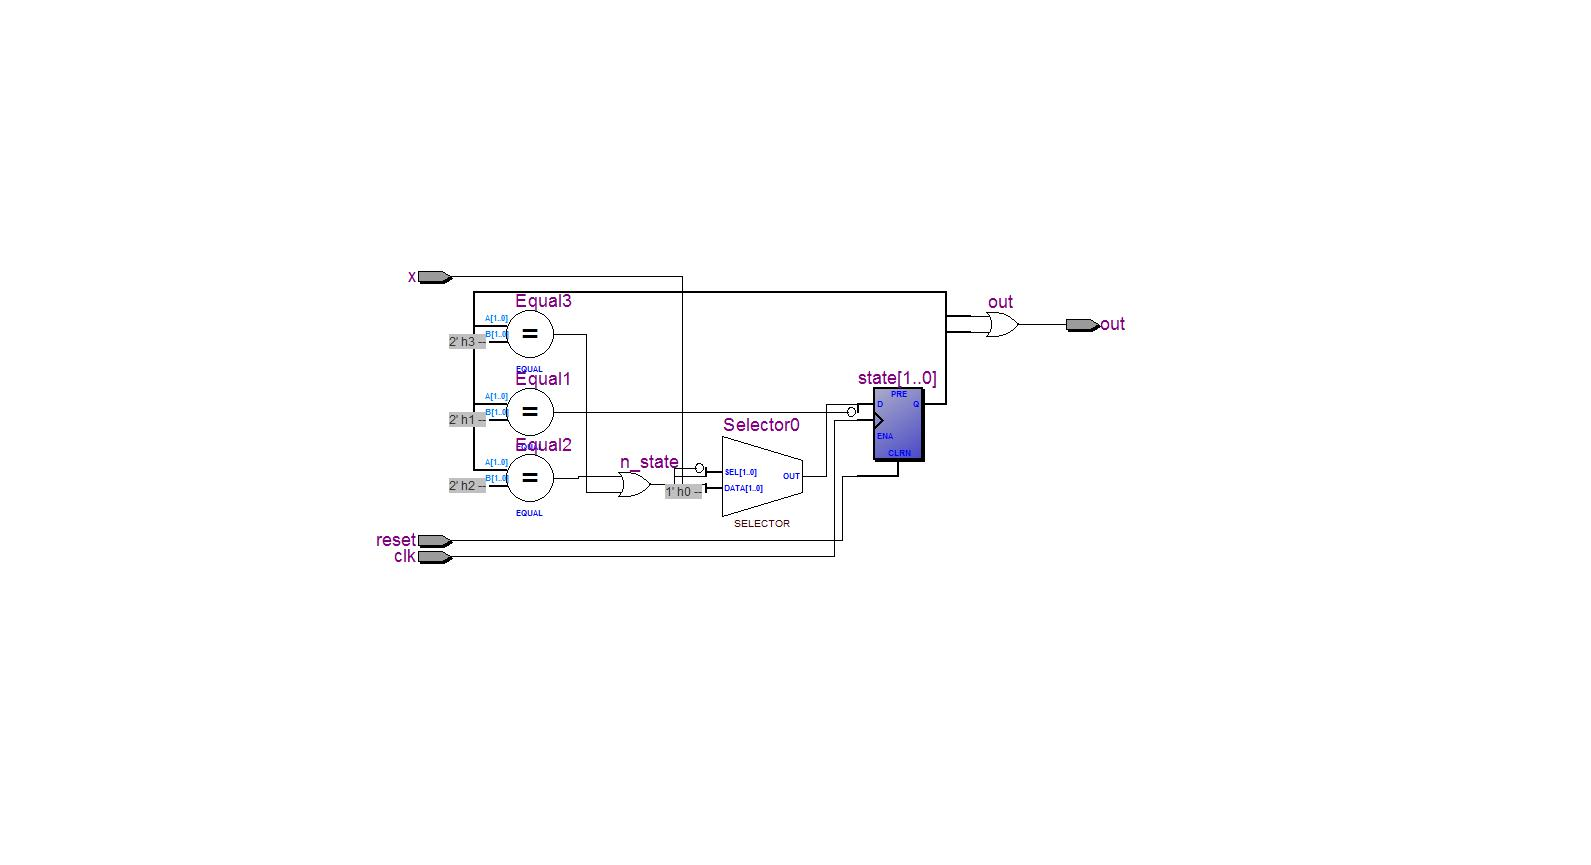 x
Equal3
A[1..0]
B[1..0]
2' h3 --
EQUAL
Equal1
A[1..0]
B[1..0]
2' h1 --
EQUAL
Equal2
A[1..0]
B[1..0]
2' h2 --
EQUAL
n_state
1' h0 --
Selector0
SEL[1..0]
DATA[1..0]
OUT
SELECTOR
state[1..0]
PRE
D
Q
ENA
CLRN
out
out
reset
clk